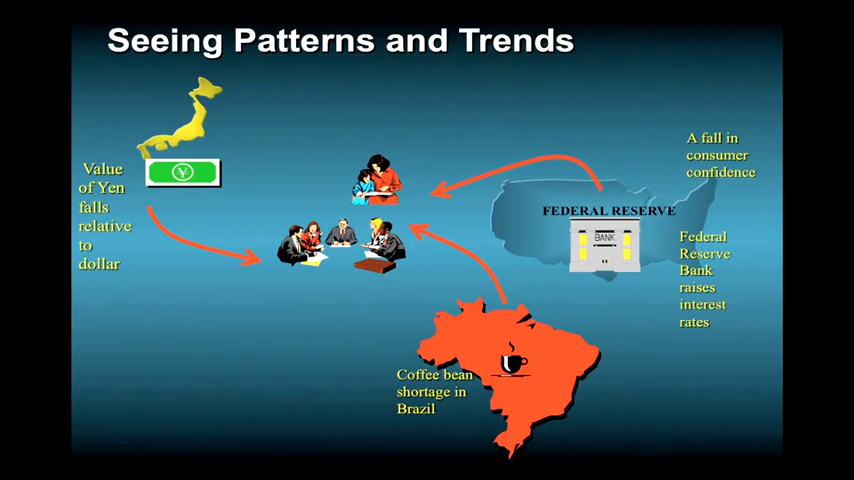 Seeing Patterns and Trends
Value
of Yen
falls
relative
to
dollar
¥
A fall in
consumer
confidence
FEDERAL RESERVE
BANK
Federal
Reserve
Bank
raises
interest
rates
Coffee bean
shortage in
Brazil